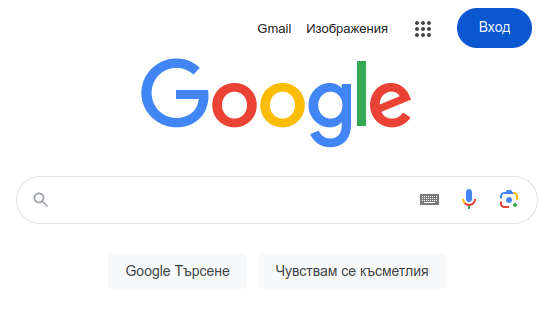 Gmail Изображения Вход
Google
Google Търсене Чувствам се късметлия